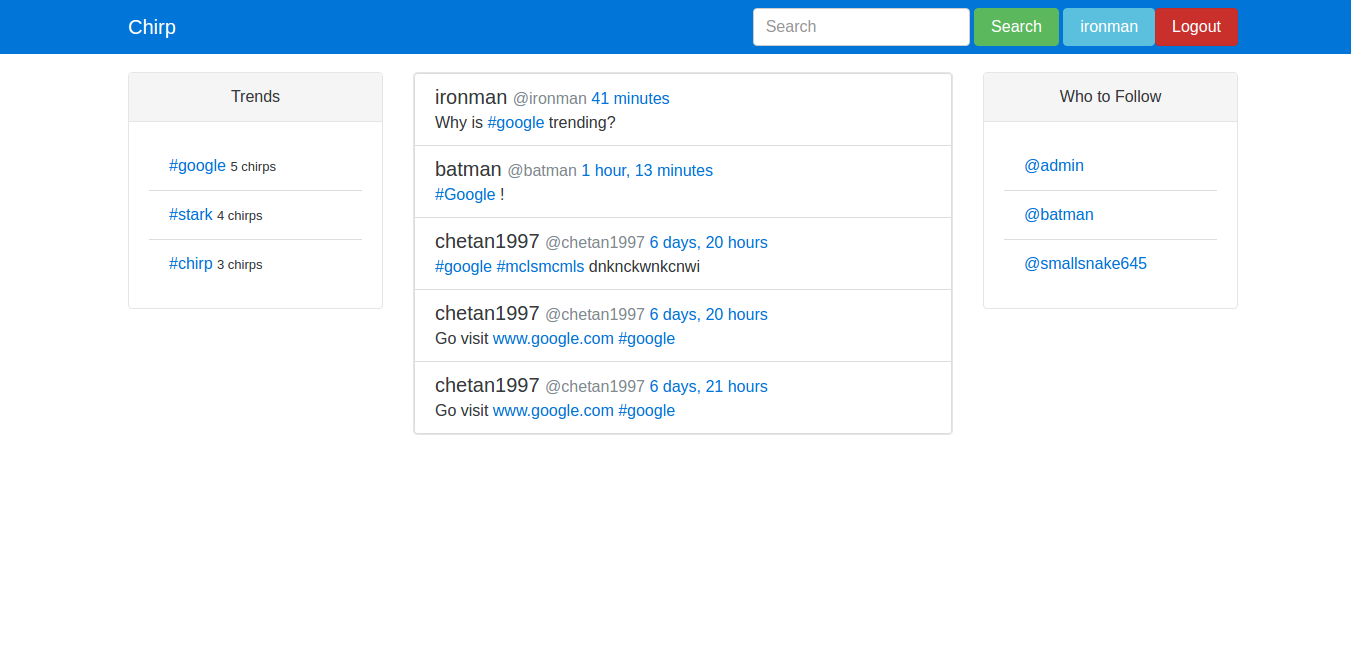 Chirp
Search Search ironman Logout
Trends
#google 5 chirps
#stark 4 chirps
#chirp 3 chirps
ironman @ironman 41 minutes
Why is #google trending?
batman @batman 1 hour, 13 minutes
#Google !
chetan1997 @chetan1997 6 days, 20 hours
#google #mclsmcmls dnknckwnkcnwi
chetan1997 @chetan1997 6 days, 20 hours
Go visit www.google.com #google
chetan1997 @chetan1997 6 days, 21 hours
Go visit www.google.com #google
Who to Follow
@admin
@batman
@smallsnake645